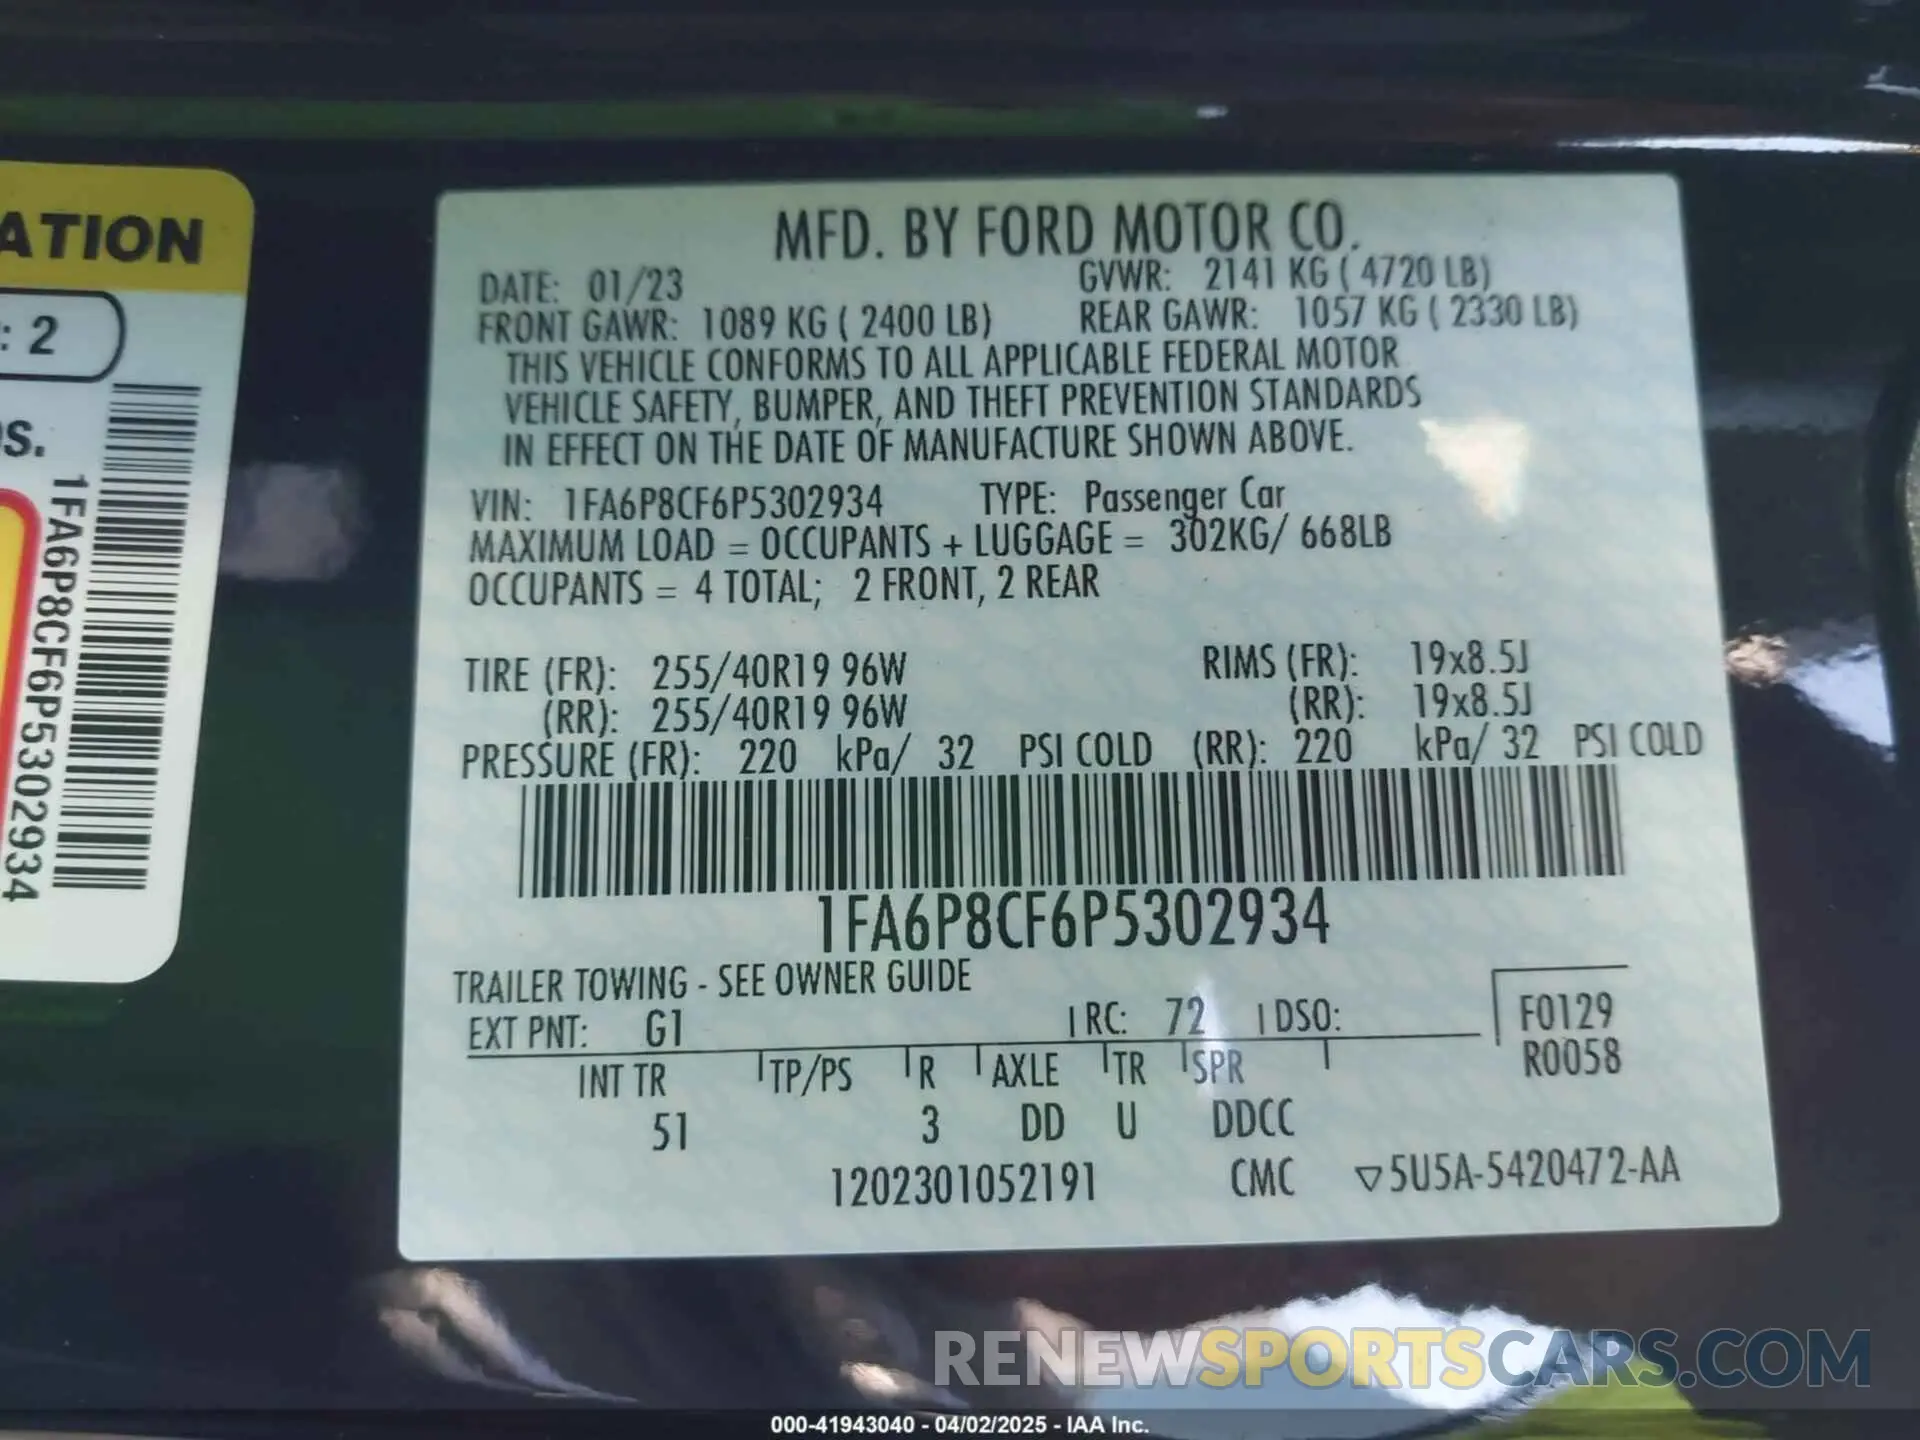 ATION
: 2
S.
1FA6P8CF6P5302934
MFD. BY FORD MOTOR CO.
DATE: 01/23 GVWR: 2141 KG ( 4720 LB)
FRONT GAWR: 1089 KG ( 2400 LB) REAR GAWR: 1057 KG ( 2330 LB)
THIS VEHICLE CONFORMS TO ALL APPLICABLE FEDERAL MOTOR
VEHICLE SAFETY, BUMPER, AND THEFT PREVENTION STANDARDS
IN EFFECT ON THE DATE OF MANUFACTURE SHOWN ABOVE.
VIN: 1FA6P8CF6P5302934 TYPE: Passenger Car
MAXIMUM LOAD = OCCUPANTS + LUGGAGE = 302KG/ 668LB
OCCUPANTS = 4 TOTAL; 2 FRONT, 2 REAR
TIRE (FR): 255/40R19 96W RIMS (FR): 19x8.5J
(RR): 255/40R19 96W (RR): 19x8.5J
PRESSURE (FR): 220 kPa/ 32 PSI COLD (RR): 220 kPa/ 32 PSI COLD
1FA6P8CF6P5302934
TRAILER TOWING - SEE OWNER GUIDE
EXT PNT: G1 RC: 72 DSO: F0129
R0058
INT TR TP/PS R AXLE TR SPR
51 3 DD U DDCC
1202301052191 CMC ▽5U5A-5420472-AA
RENEWSPORTSCARS.COM
000-41943040 - 04/02/2025 - IAA Inc.